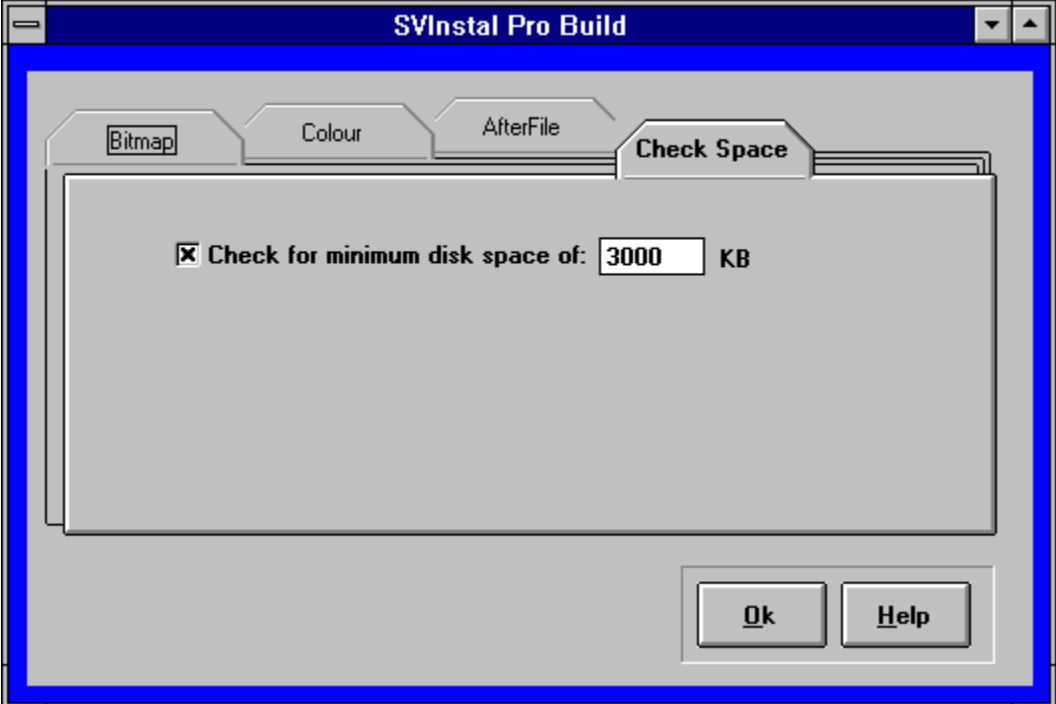 SVInstal Pro Build
Bitmap Colour AfterFile Check Space
Check for minimum disk space of: 3000 KB
Ok Help